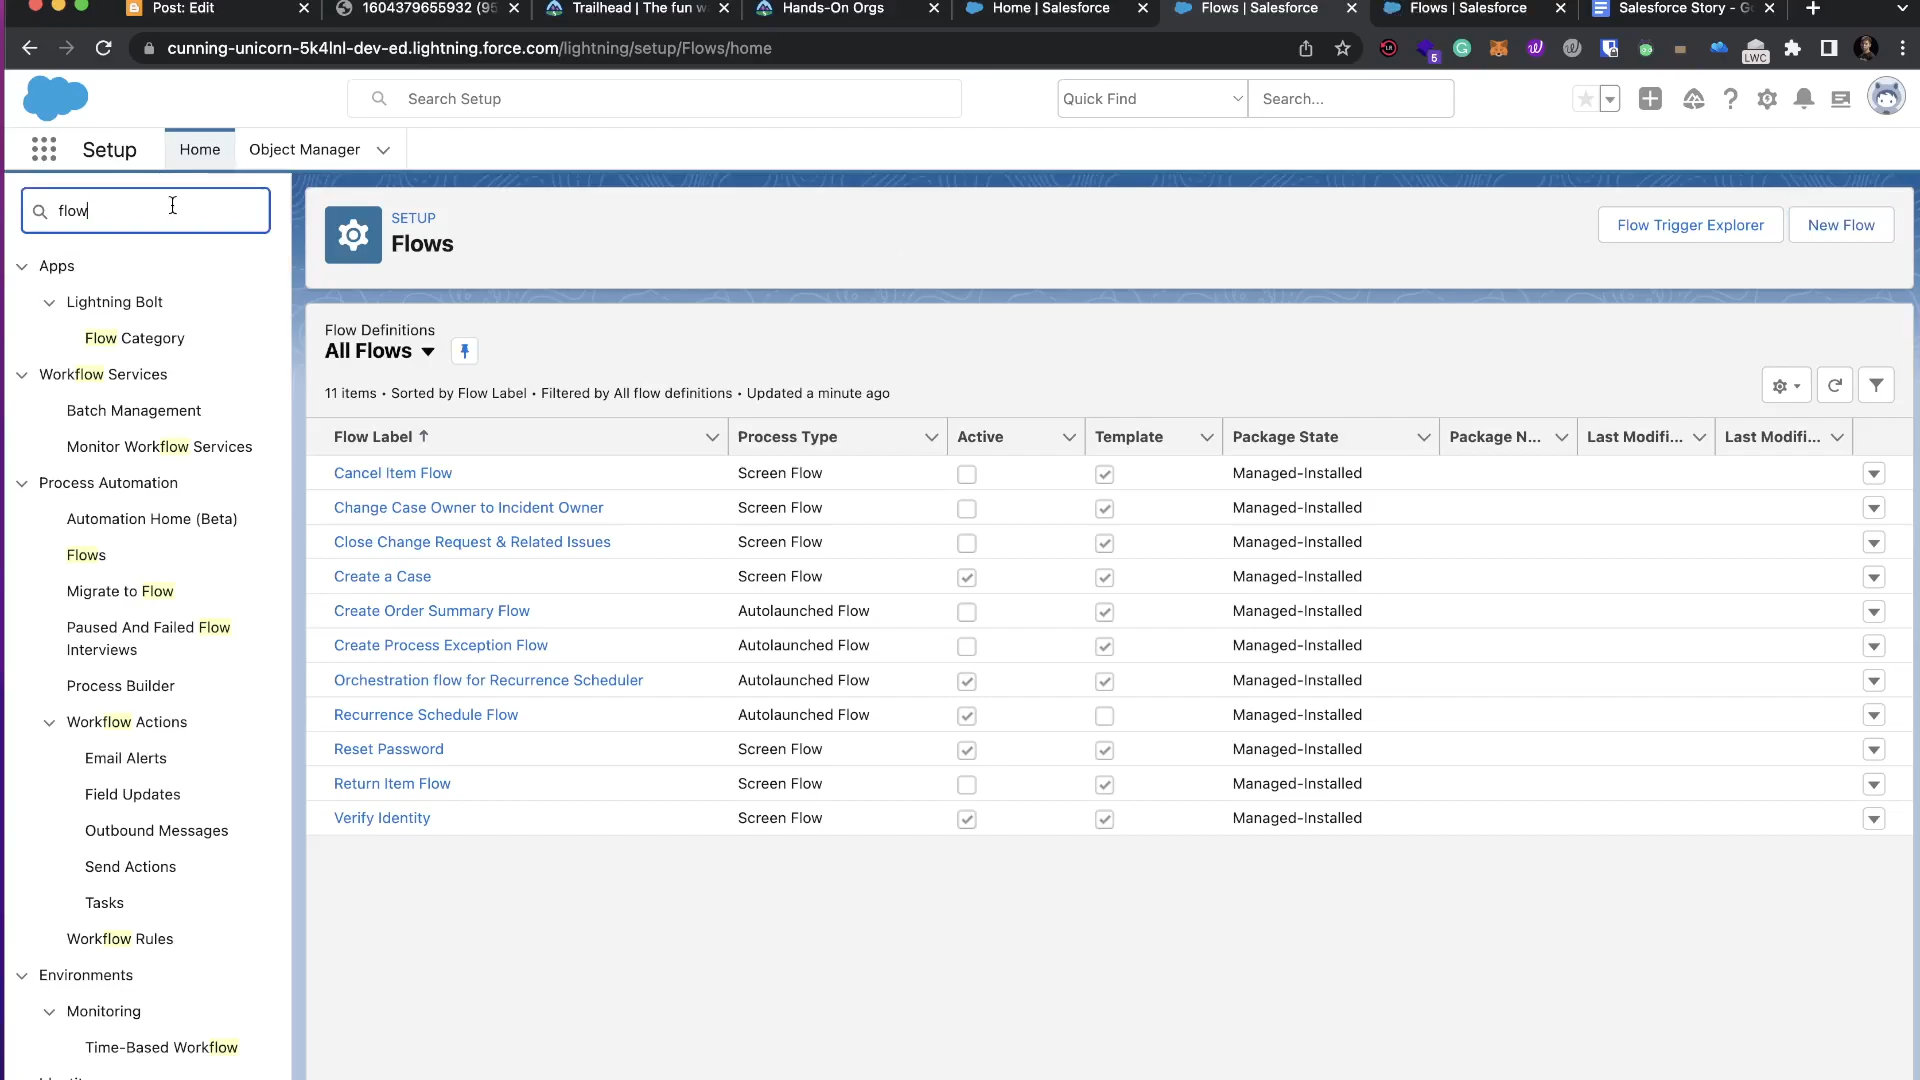 Post: Edit
1604379655932 (95
Trailhead | The fun w
Hands-On Orgs
Home | Salesforce
Flows | Salesforce
Flows | Salesforce
Salesforce Story - G
cunning-unicorn-5k4lnl-dev-ed.lightning.force.com/lightning/setup/Flows/home
5
LWC
Search Setup
Quick Find
Search...
Setup
Home
Object Manager
flow
Apps
Lightning Bolt
Flow Category
Workflow Services
Batch Management
Monitor Workflow Services
Process Automation
Automation Home (Beta)
Flows
Migrate to Flow
Paused And Failed Flow
Interviews
Process Builder
Workflow Actions
Email Alerts
Field Updates
Outbound Messages
Send Actions
Tasks
Workflow Rules
Environments
Monitoring
Time-Based Workflow
SETUP
Flows
Flow Trigger Explorer
New Flow
Flow Definitions
All Flows
11 items • Sorted by Flow Label • Filtered by All flow definitions • Updated a minute ago
Flow Label Process Type Active Template Package State Package N... Last Modifi... Last Modifi...
Cancel Item Flow Screen Flow Managed-Installed
Change Case Owner to Incident Owner Screen Flow Managed-Installed
Close Change Request & Related Issues Screen Flow Managed-Installed
Create a Case Screen Flow Managed-Installed
Create Order Summary Flow Autolaunched Flow Managed-Installed
Create Process Exception Flow Autolaunched Flow Managed-Installed
Orchestration flow for Recurrence Scheduler Autolaunched Flow Managed-Installed
Recurrence Schedule Flow Autolaunched Flow Managed-Installed
Reset Password Screen Flow Managed-Installed
Return Item Flow Screen Flow Managed-Installed
Verify Identity Screen Flow Managed-Installed